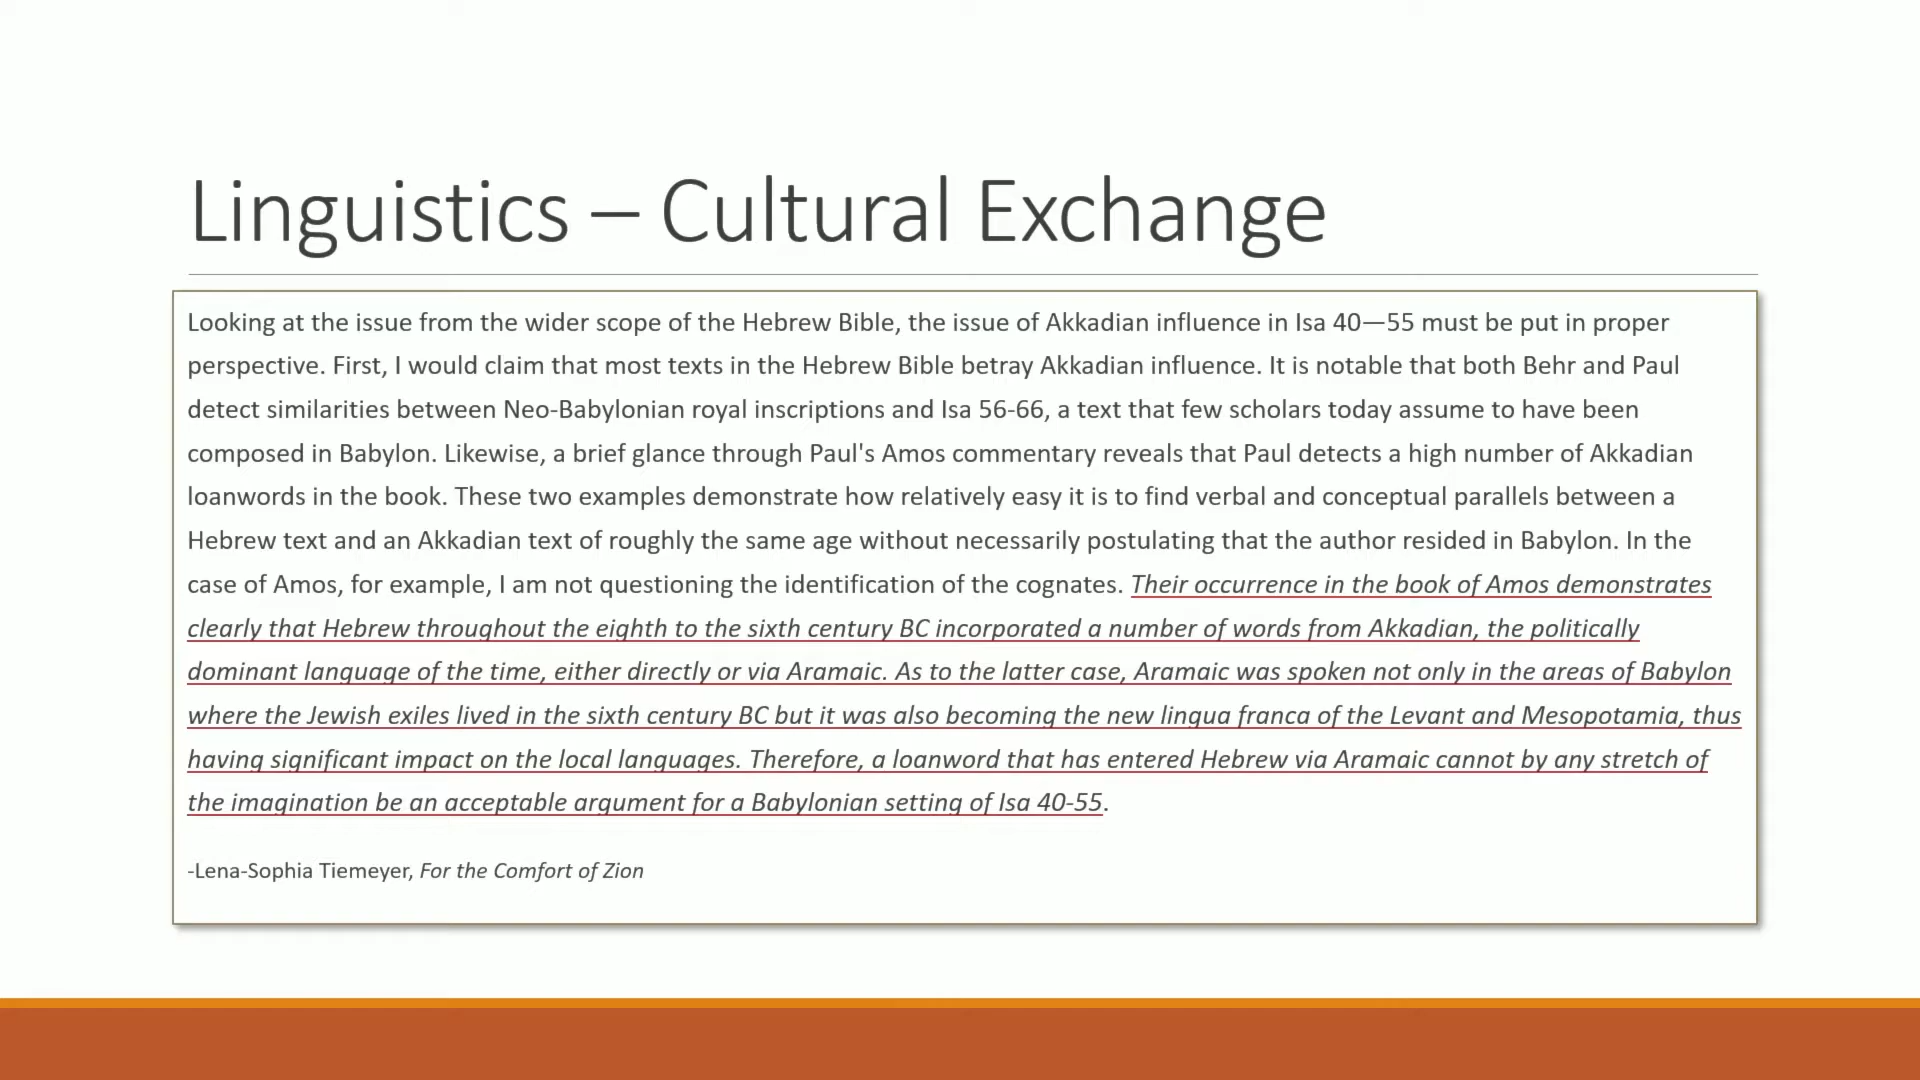 Linguistics – Cultural Exchange
Looking at the issue from the wider scope of the Hebrew Bible, the issue of Akkadian influence in Isa 40—55 must be put in proper
perspective. First, I would claim that most texts in the Hebrew Bible betray Akkadian influence. It is notable that both Behr and Paul
detect similarities between Neo-Babylonian royal inscriptions and Isa 56-66, a text that few scholars today assume to have been
composed in Babylon. Likewise, a brief glance through Paul's Amos commentary reveals that Paul detects a high number of Akkadian
loanwords in the book. These two examples demonstrate how relatively easy it is to find verbal and conceptual parallels between a
Hebrew text and an Akkadian text of roughly the same age without necessarily postulating that the author resided in Babylon. In the
case of Amos, for example, I am not questioning the identification of the cognates. Their occurrence in the book of Amos demonstrates
clearly that Hebrew throughout the eighth to the sixth century BC incorporated a number of words from Akkadian, the politically
dominant language of the time, either directly or via Aramaic. As to the latter case, Aramaic was spoken not only in the areas of Babylon
where the Jewish exiles lived in the sixth century BC but it was also becoming the new lingua franca of the Levant and Mesopotamia, thus
having significant impact on the local languages. Therefore, a loanword that has entered Hebrew via Aramaic cannot by any stretch of
the imagination be an acceptable argument for a Babylonian setting of Isa 40-55.
-Lena-Sophia Tiemeyer, For the Comfort of Zion